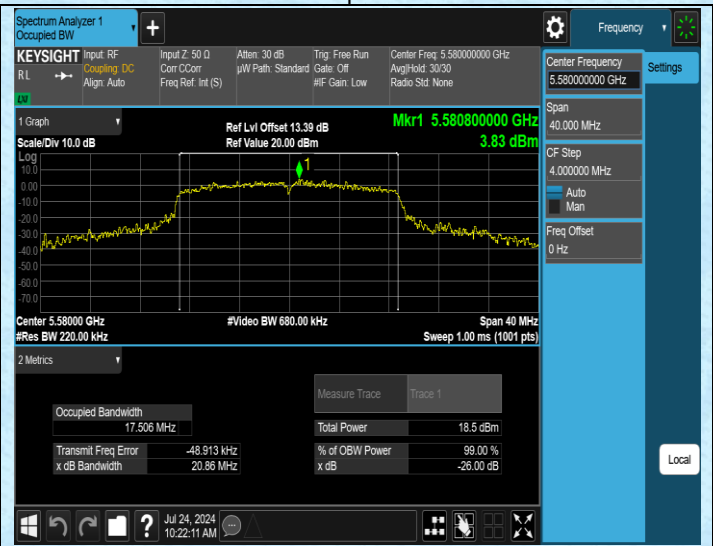 Spectrum Analyzer 1
Occupied BW
+
Frequency
KEYSIGHT
RL
Input: RF
Coupling: DC
Align: Auto
Input Z: 50 Ω
Corr CCorr
Freq Ref: Int (S)
Atten: 30 dB
µW Path: Standard
Trig: Free Run
Gate: Off
#IF Gain: Low
Center Freq: 5.580000000 GHz
Avg|Hold: 30/30
Radio Std: None
LXI
1 Graph
Scale/Div 10.0 dB
Ref Lvl Offset 13.39 dB
Ref Value 20.00 dBm
Mkr1 5.580800000 GHz
3.83 dBm
Log
10.0
0.00
-10.0
-20.0
-30.0
-40.0
-50.0
-60.0
-70.0
1
Center 5.58000 GHz
#Video BW 680.00 kHz
Span 40 MHz
#Res BW 220.00 kHz
Sweep 1.00 ms (1001 pts)
2 Metrics
Measure Trace
Trace 1
Occupied Bandwidth
17.506 MHz
Total Power
18.5 dBm
Transmit Freq Error
-48.913 kHz
% of OBW Power
99.00 %
x dB Bandwidth
20.86 MHz
x dB
-26.00 dB
Center Frequency
5.580000000 GHz
Settings
Span
40.000 MHz
CF Step
4.000000 MHz
Auto
Man
Freq Offset
0 Hz
Local
?
Jul 24, 2024
10:22:11 AM